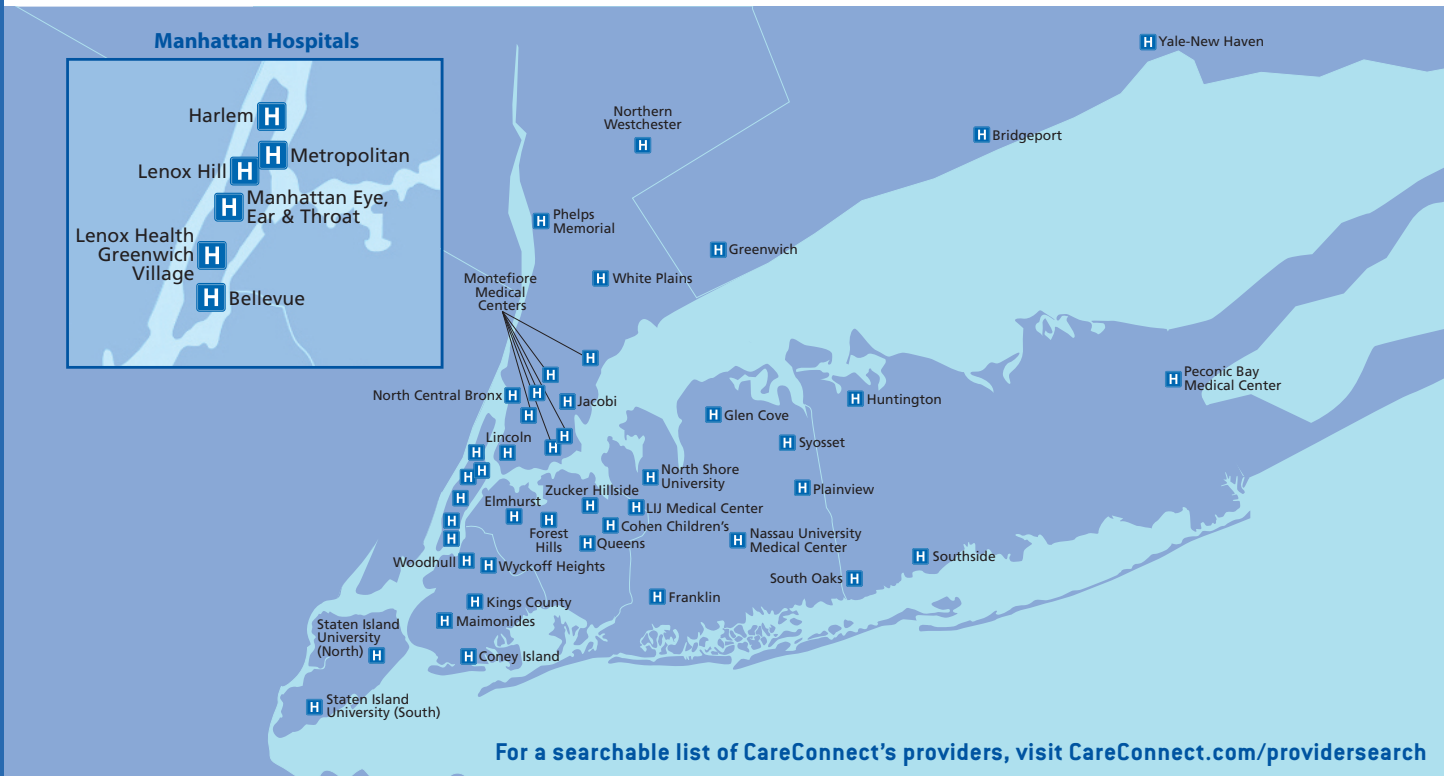 Manhattan Hospitals
Harlem H
H Metropolitan
Lenox Hill H
H Manhattan Eye,
Ear & Throat
Lenox Health
Greenwich
Village H
H Bellevue
H Yale-New Haven
H Bridgeport
Northern
Westchester
H
H Phelps
Memorial
H Greenwich
H White Plains
Montefiore
Medical
Centers
H
H
H
H
H
H
North Central Bronx H
H Jacobi
Lincoln
H
H
H
H
H
H
H
H Peconic Bay
Medical Center
H Huntington
H Glen Cove
H Syosset
H North Shore
University
H Plainview
Zucker Hillside
H
Elmhurst
H
H
Forest
Hills
H LIJ Medical Center
H Cohen Children's
H Queens
H Nassau University
Medical Center
H Southside
South Oaks H
Woodhull H
H Wyckoff Heights
H Franklin
H Kings County
H Maimonides
H Coney Island
Staten Island
University
(North) H
H Staten Island
University (South)
For a searchable list of CareConnect's providers, visit CareConnect.com/providersearch